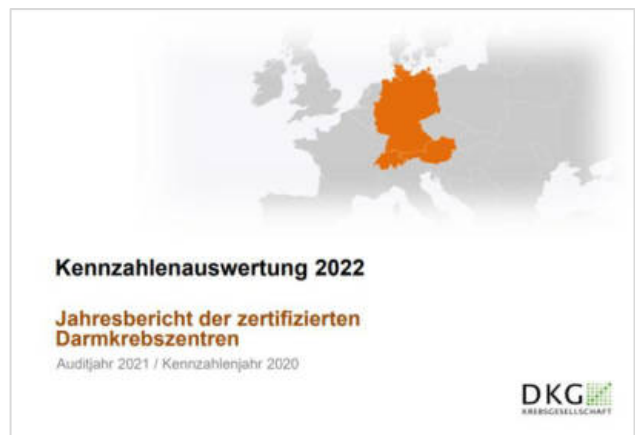 Kennzahlenauswertung 2022
Jahresbericht der zertifizierten
Darmkrebszentren
Auditjahr 2021 / Kennzahlenjahr 2020
DKG
KREBSGESELLSCHAFT